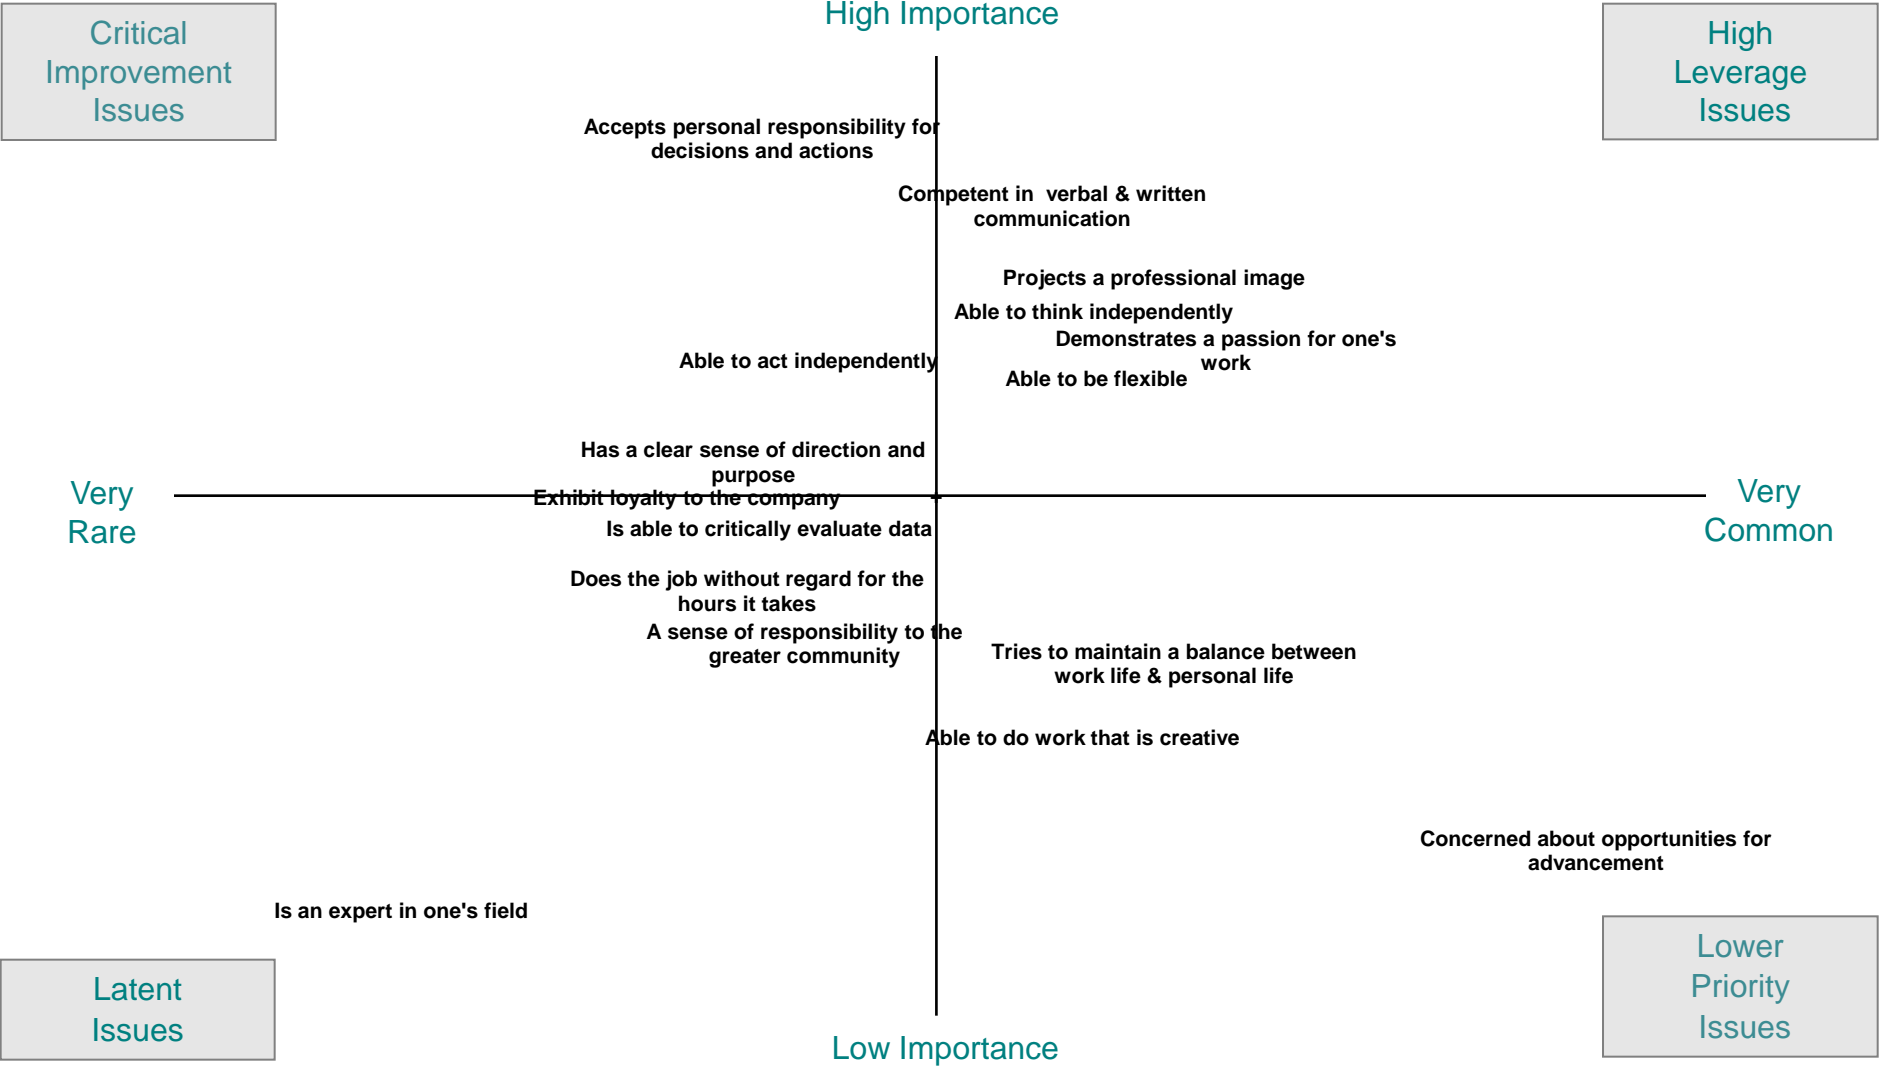 High Importance
Critical
Improvement
Issues
High
Leverage
Issues
Accepts personal responsibility for
decisions and actions
Competent in  verbal & written
communication
Projects a professional image
Able to think independently
Demonstrates a passion for one's
work
Able to act independently
Able to be flexible
Has a clear sense of direction and
purpose
Very
Rare
Exhibit loyalty to the company
Very
Common
Is able to critically evaluate data
Does the job without regard for the
hours it takes
A sense of responsibility to the
greater community
Tries to maintain a balance between
work life & personal life
Able to do work that is creative
Concerned about opportunities for
advancement
Is an expert in one's field
Latent
Issues
Lower
Priority
Issues
Low Importance